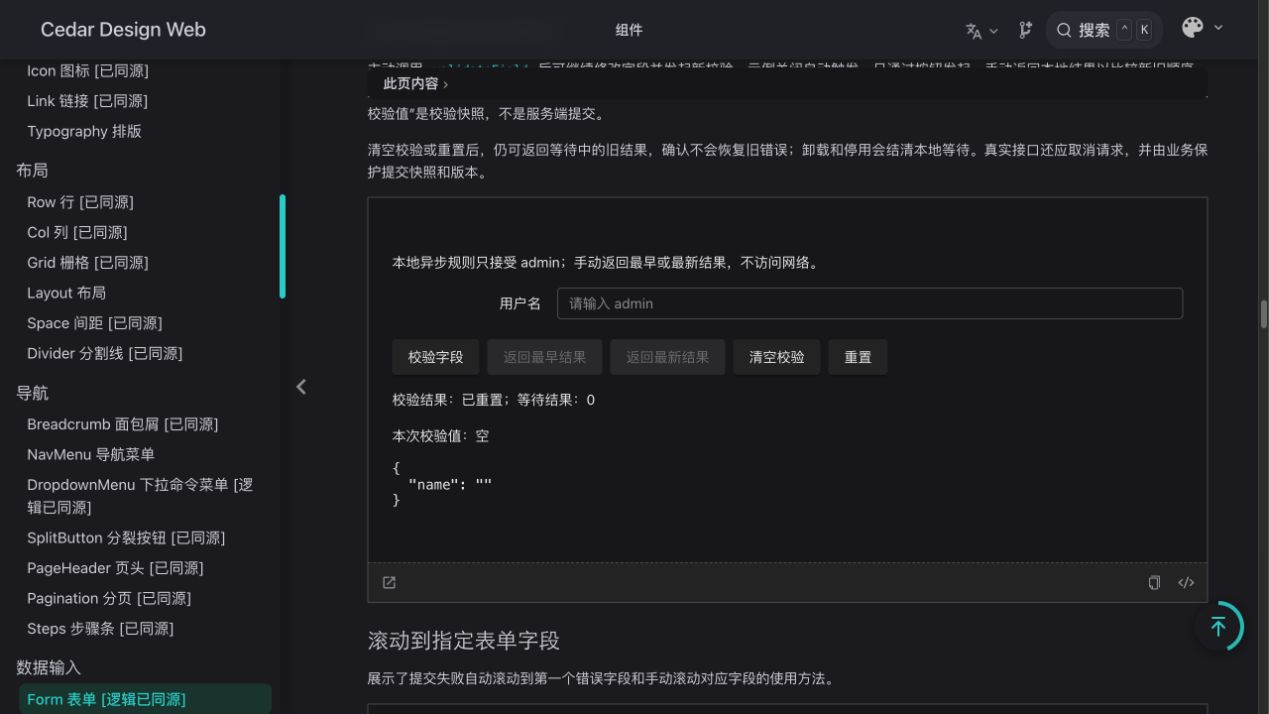 Cedar Design Web
组件
搜索 ^ K
Icon 图标 [已同源]
Link 链接 [已同源]
Typography 排版
布局
Row 行 [已同源]
Col 列 [已同源]
Grid 栅格 [已同源]
Layout 布局
Space 间距 [已同源]
Divider 分割线 [已同源]
导航
Breadcrumb 面包屑 [已同源]
NavMenu 导航菜单
DropdownMenu 下拉命令菜单 [逻
辑已同源]
SplitButton 分裂按钮 [已同源]
PageHeader 页头 [已同源]
Pagination 分页 [已同源]
Steps 步骤条 [已同源]
数据输入
Form 表单 [逻辑已同源]
此页内容 ›
校验值”是校验快照，不是服务端提交。
清空校验或重置后，仍可返回等待中的旧结果，确认不会恢复旧错误；卸载和停用会结清本地等待。真实接口还应取消请求，并由业务保
护提交快照和版本。
本地异步规则只接受 admin；手动返回最早或最新结果，不访问网络。
用户名 请输入 admin
校验字段 返回最早结果 返回最新结果 清空校验 重置
校验结果：已重置；等待结果：0
本次校验值：空
{
"name": ""
}
滚动到指定表单字段
展示了提交失败自动滚动到第一个错误字段和手动滚动对应字段的使用方法。